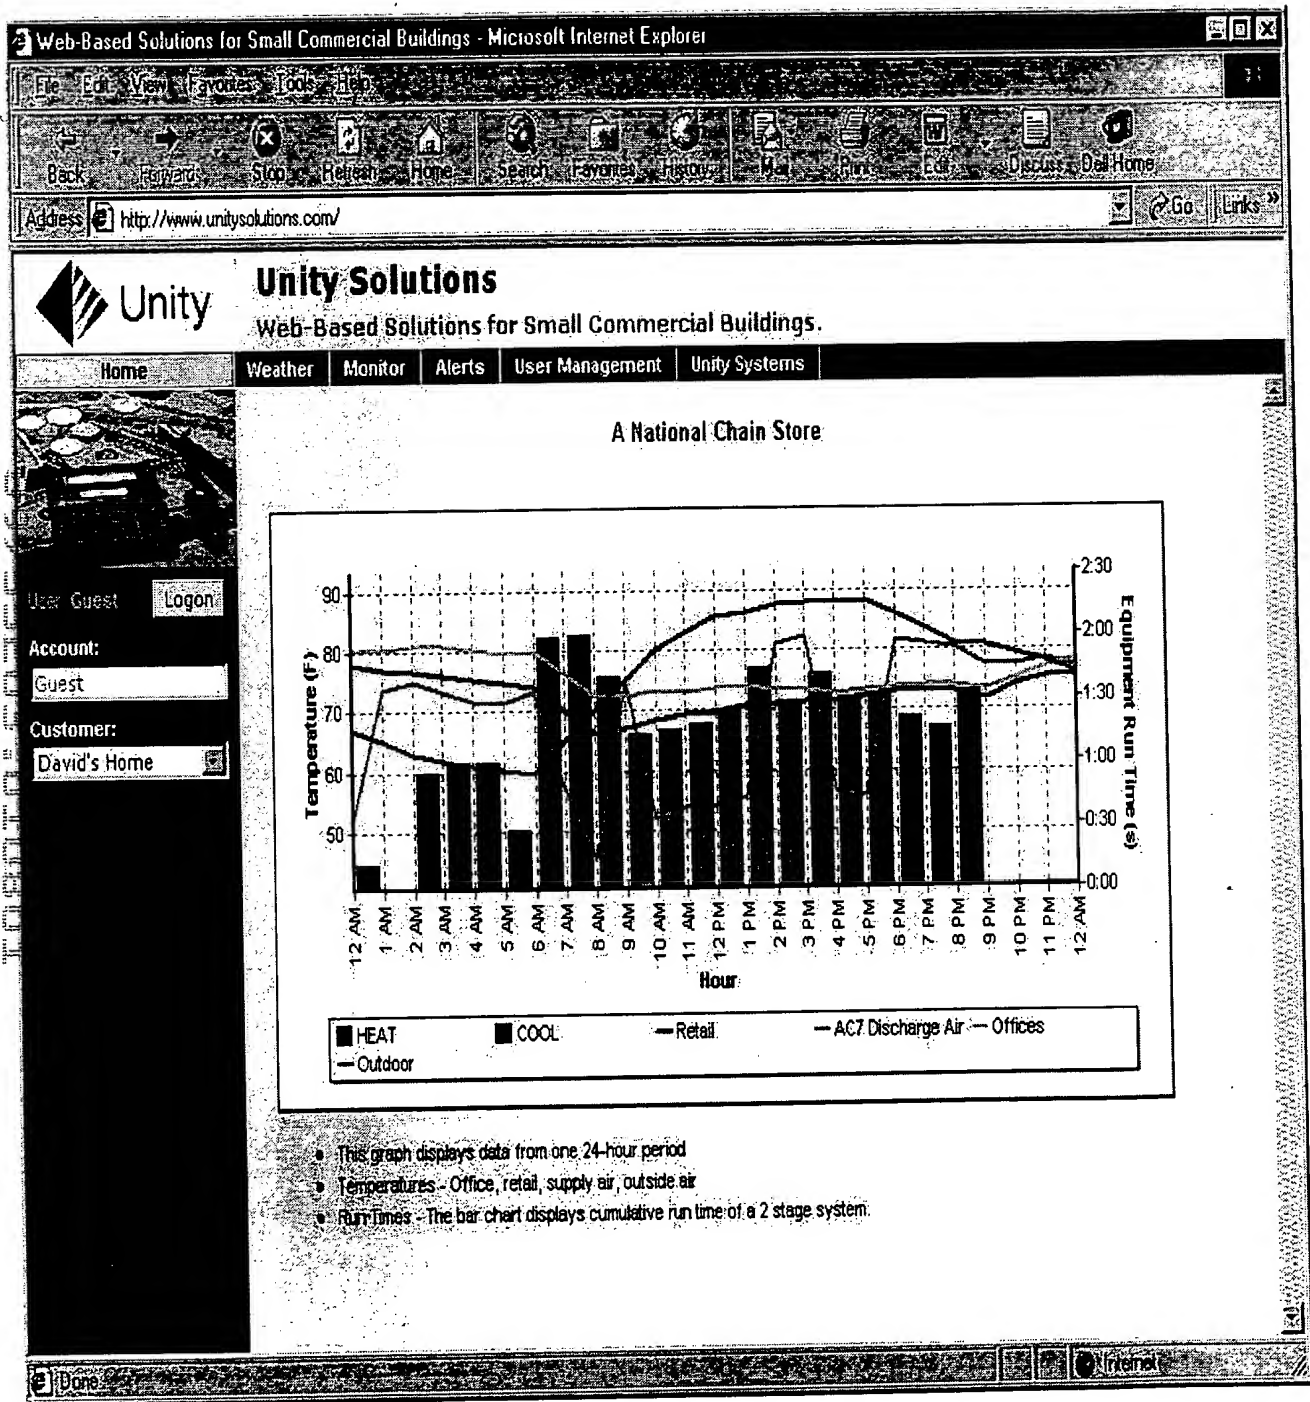 Web-Based Solutions for Small Commercial Buildings - Microsoft Internet Explorer
File Edit View Favorites Tools Help
Back Forward Stop Refresh Home Search Favorites History Mail Print Edit Discuss Dell Home
Address http://www.unitysolutions.com/ Go Links »
Unity
Unity Solutions
Web-Based Solutions for Small Commercial Buildings.
Home Weather Monitor Alerts User Management Unity Systems
A National Chain Store
User Guest Logon
Account:
Guest
Customer:
David's Home
Temperature (F)
90
80
70
60
50
2:30
2:00
1:30
1:00
0:30
0:00
Equipment Run Time (s)
12 AM 1 AM 2 AM 3 AM 4 AM 5 AM 6 AM 7 AM 8 AM 9 AM 10 AM 11 AM 12 PM 1 PM 2 PM 3 PM 4 PM 5 PM 6 PM 7 PM 8 PM 9 PM 10 PM 11 PM 12 AM
Hour
HEAT COOL Retail AC7 Discharge Air Offices
Outdoor
This graph displays data from one 24-hour period
Temperatures - Office, retail, supply air, outside air
Run Times - The bar chart displays cumulative run time of a 2 stage system.
Done Internet